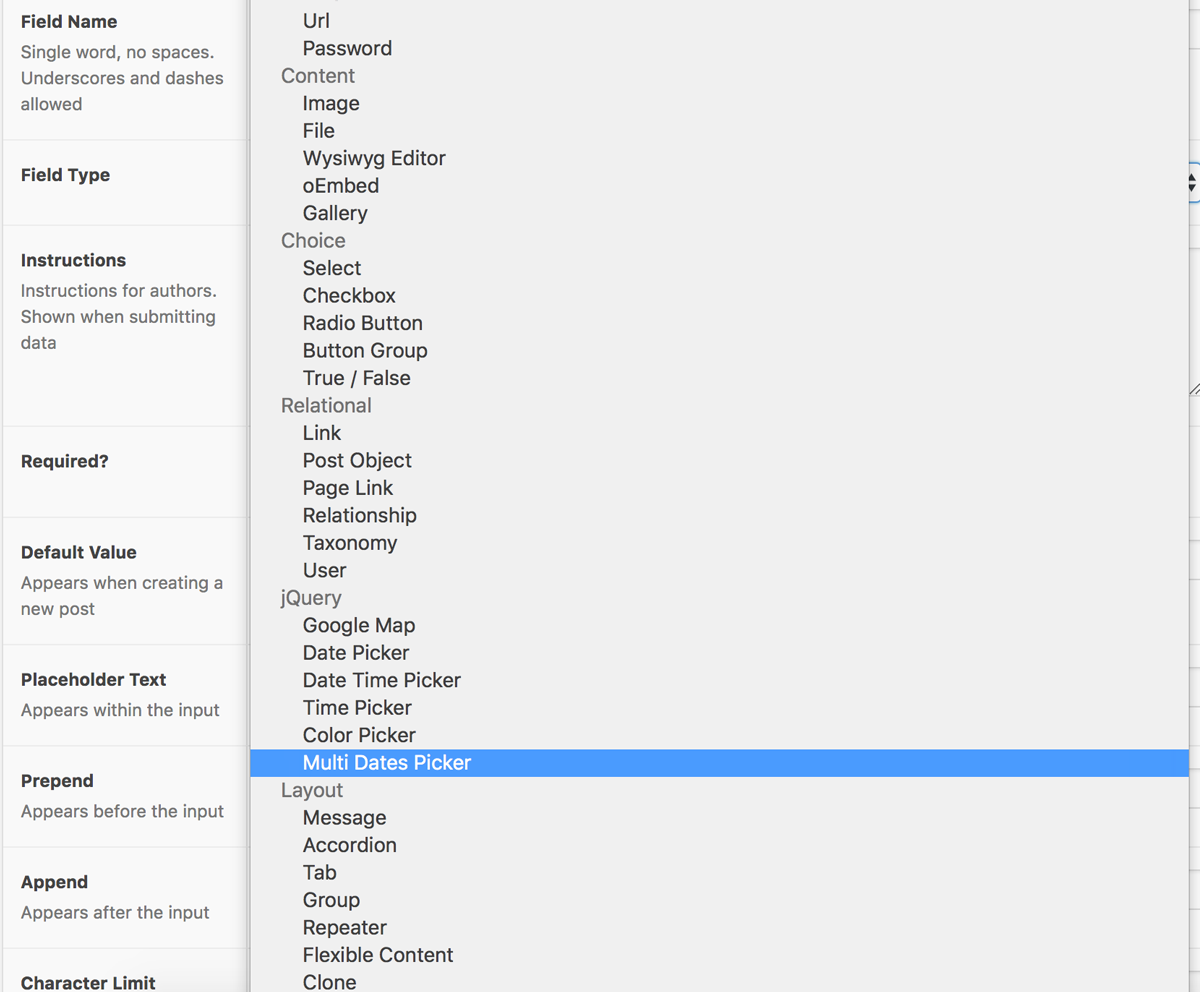 Field Name
Single word, no spaces.
Underscores and dashes
allowed
Field Type
Instructions
Instructions for authors.
Shown when submitting
data
Required?
Default Value
Appears when creating a
new post
Placeholder Text
Appears within the input
Prepend
Appears before the input
Append
Appears after the input
Character Limit
Url
Password
Content
Image
File
Wysiwyg Editor
oEmbed
Gallery
Choice
Select
Checkbox
Radio Button
Button Group
True / False
Relational
Link
Post Object
Page Link
Relationship
Taxonomy
User
jQuery
Google Map
Date Picker
Date Time Picker
Time Picker
Color Picker
Multi Dates Picker
Layout
Message
Accordion
Tab
Group
Repeater
Flexible Content
Clone